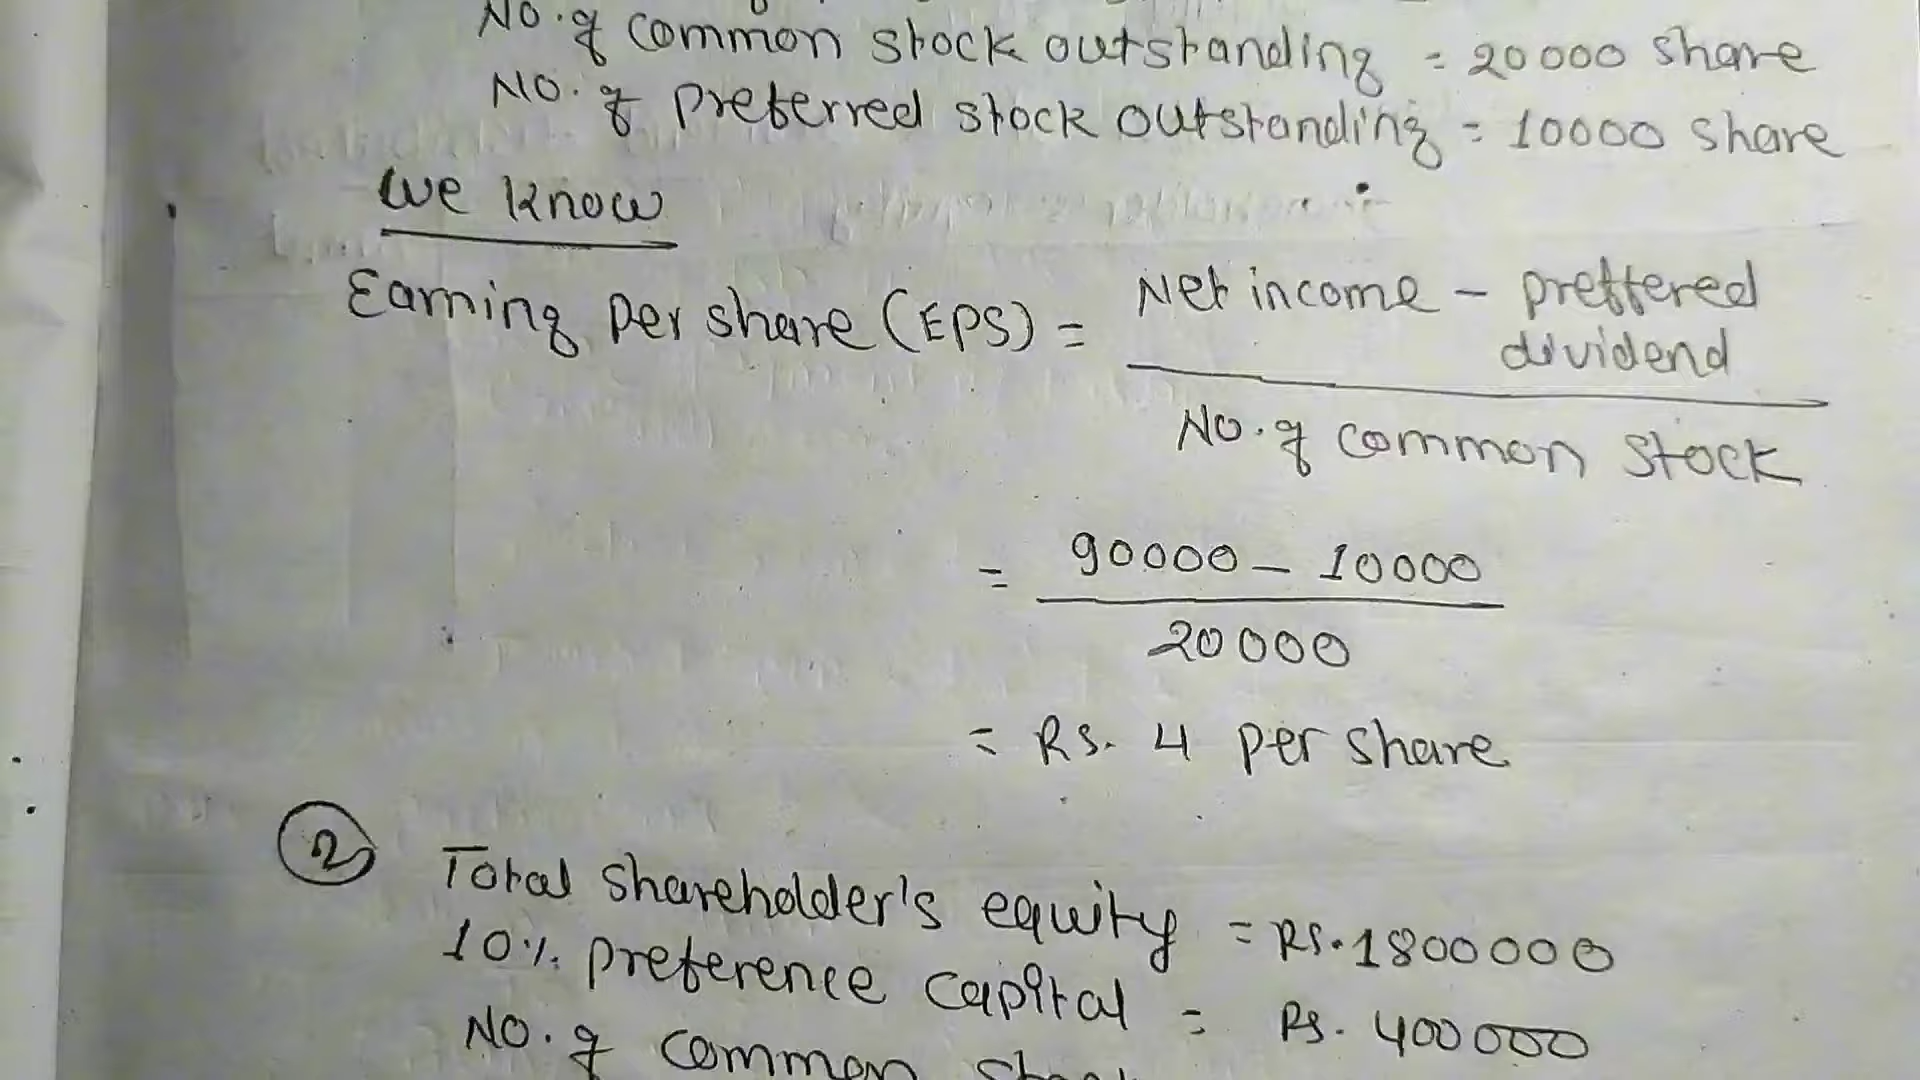 No. of common stock outstanding = 20000 share
No. of preferred stock outstanding = 10000 share
we know
Earning per share (EPS) = Net income - preffered dividend
No. of common stock
= 90000 - 10000
20000
= Rs. 4 per share
2 Total shareholder's equity = Rs. 1800000
10% preference capital = Rs. 400000
No. of common stock